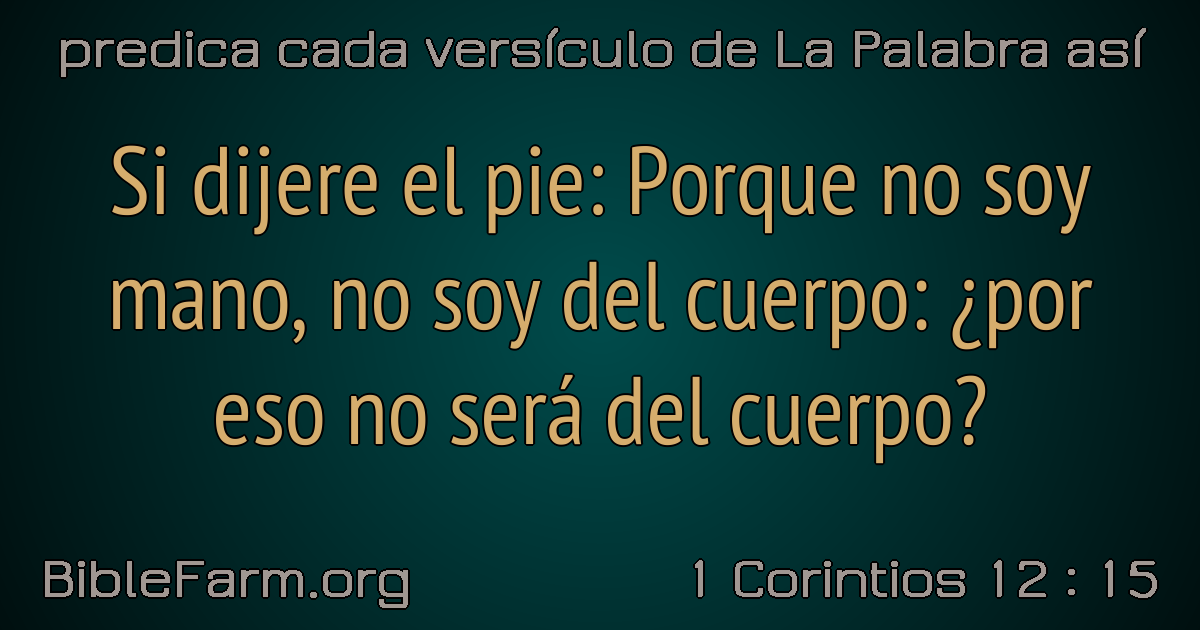 predica cada versículo de La Palabra así
Si dijere el pie: Porque no soy
mano, no soy del cuerpo: ¿por
eso no será del cuerpo?
BibleFarm.org
1 Corintios 12 : 15